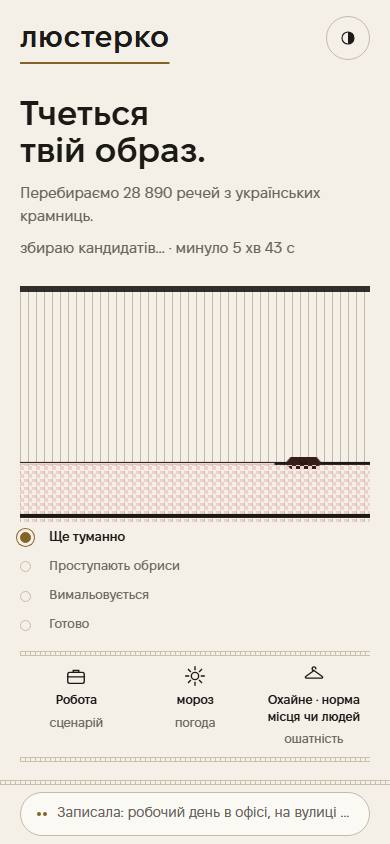 люстерко
Тчеться
твій образ.
Перебираємо 28 890 речей з українських
крамниць.
збираю кандидатів... · минуло 5 хв 43 с
Ще туманно
Проступають обриси
Вимальовується
Готово
Робота
сценарій
мороз
погода
Охайне · норма
місця чи людей
ошатність
Записала: робочий день в офісі, на вулиці ...